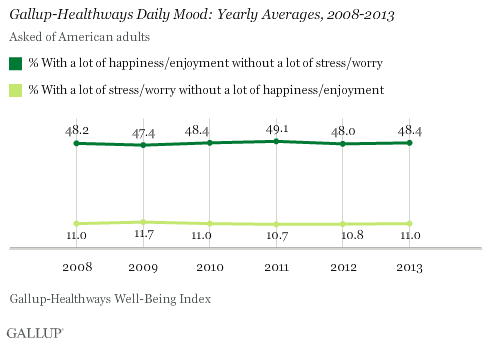 Gallup-Healthways Daily Mood: Yearly Averages, 2008-2013
Asked of American adults
% With a lot of happiness/enjoyment without a lot of stress/worry
% With a lot of stress/worry without a lot of happiness/enjoyment
48.2 47.4 48.4 49.1 48.0 48.4
11.0 11.7 11.0 10.7 10.8 11.0
2008 2009 2010 2011 2012 2013
Gallup-Healthways Well-Being Index
GALLUP®